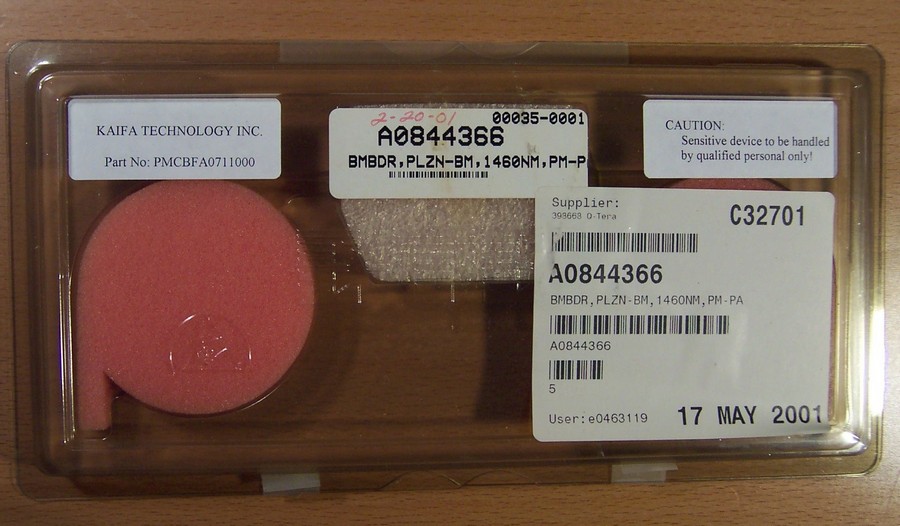 KAIFA TECHNOLOGY INC.
Part No: PMCBFA0711000
2-20-01
00035-0001
A0844366
BMBDR,PLZN-BM,1460NM,PM-P
CAUTION:
Sensitive device to be handled
by qualified personal only!
Supplier:
398668 O-Tera
C32701
A0844366
BMBDR,PLZN-BM,1460NM,PM-PA
A0844366
5
User:e0463119
17 MAY 2001